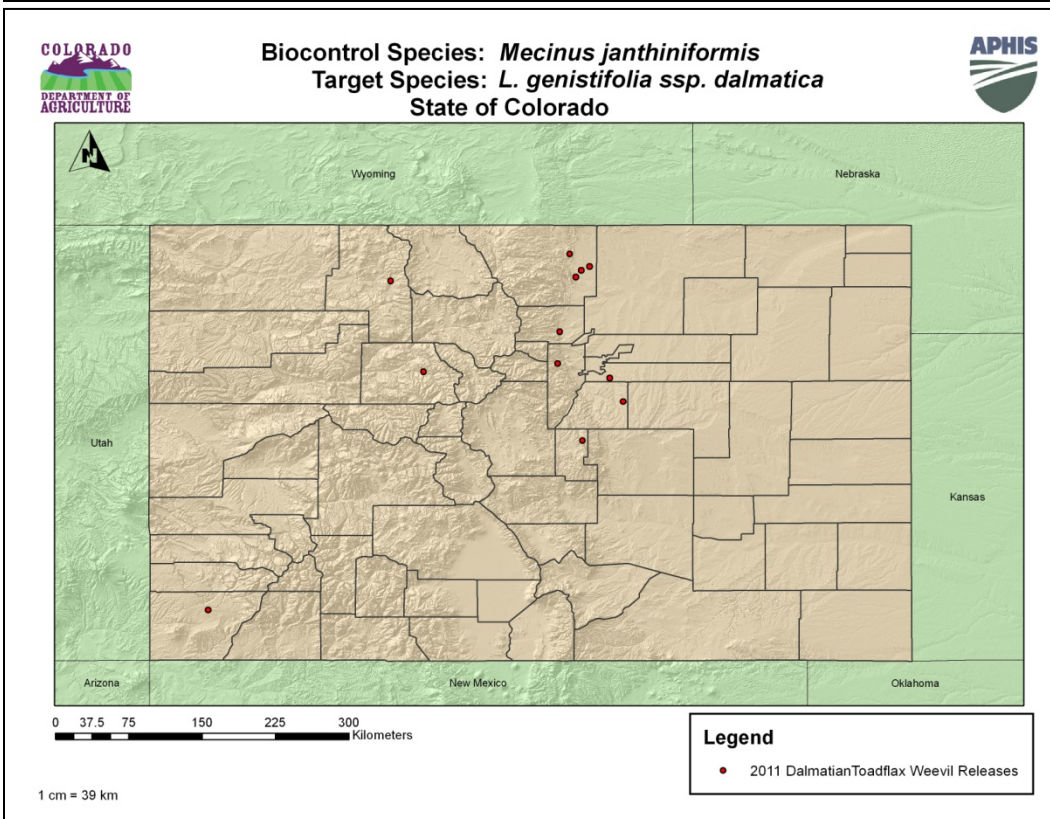 COLORADO
DEPARTMENT OF
AGRICULTURE
Biocontrol Species: Mecinus janthiniformis
Target Species: L. genistifolia ssp. dalmatica
State of Colorado
APHIS
N
Wyoming
Nebraska
Utah
Kansas
Arizona
New Mexico
Oklahoma
0 37.5 75 150 225 300
Kilometers
1 cm = 39 km
Legend
2011 DalmatianToadflax Weevil Releases